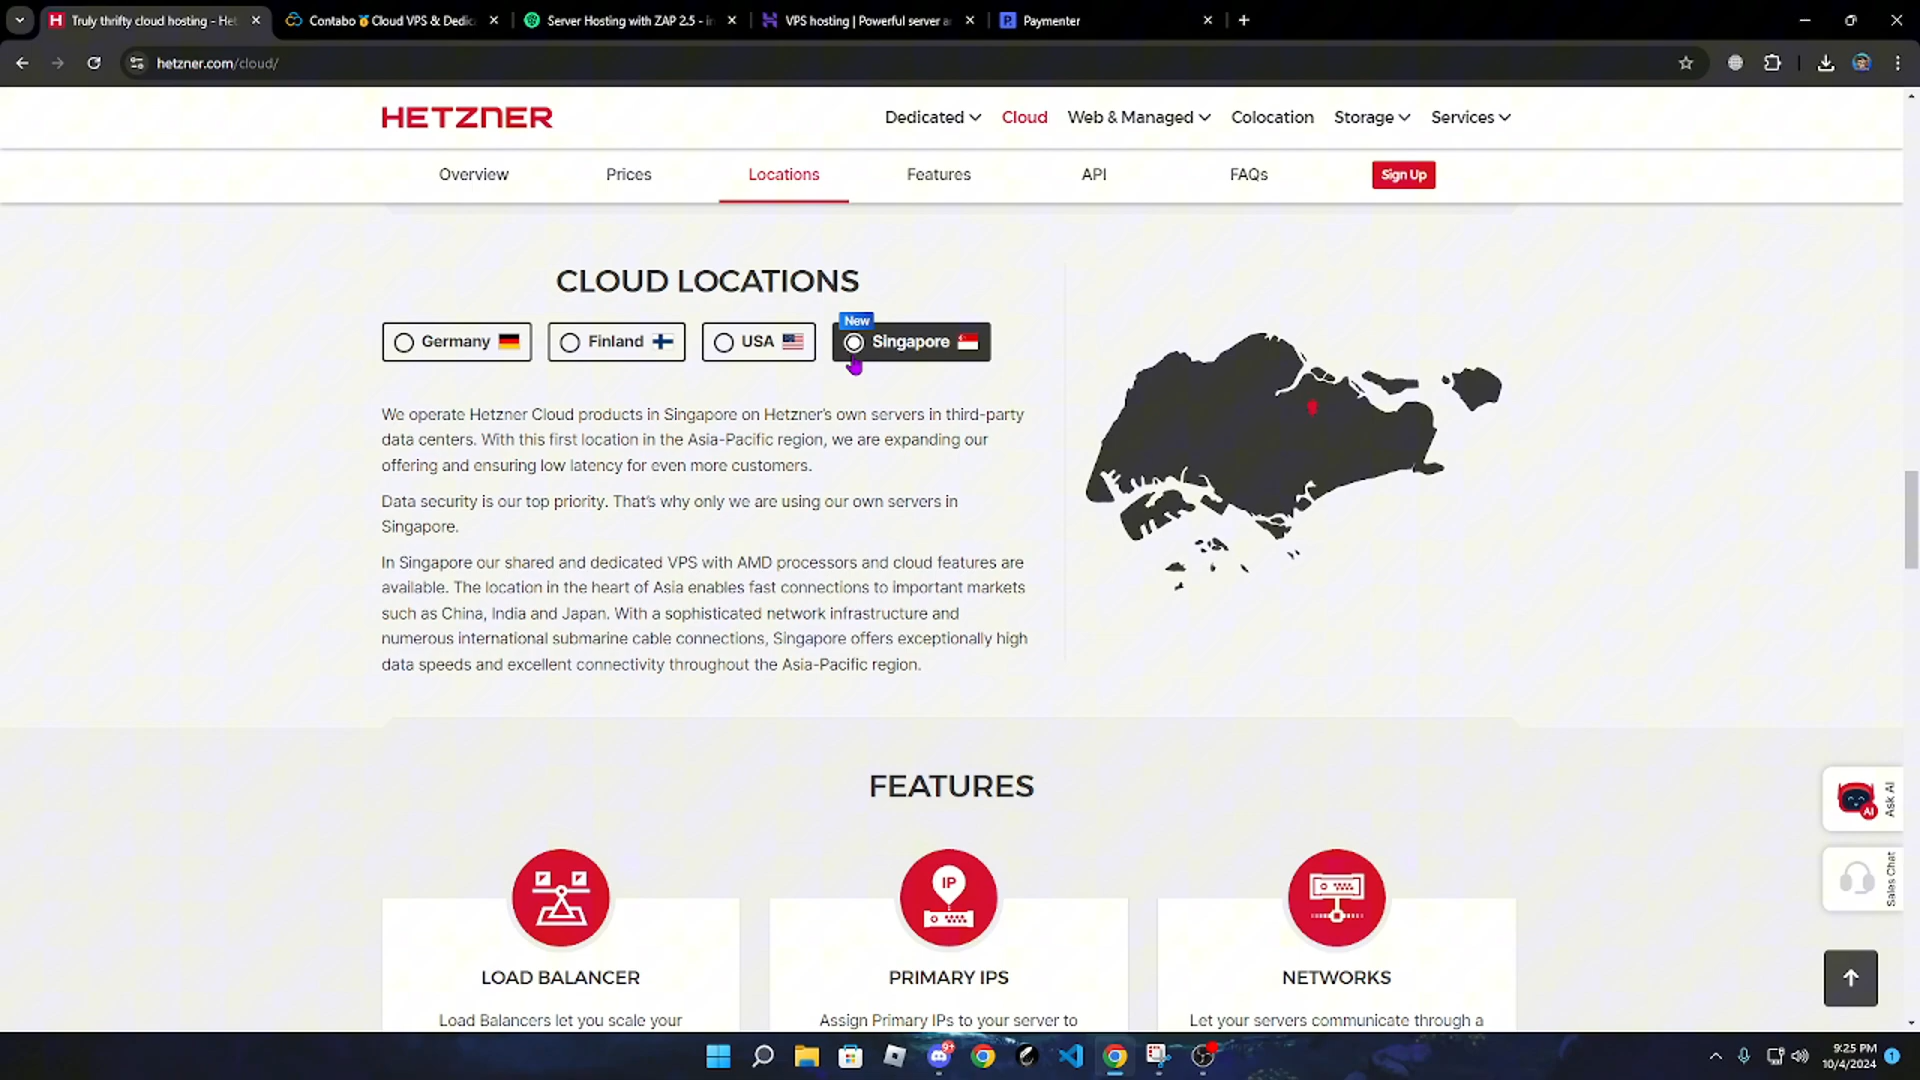 Truly thrifty cloud hosting - Het
Contabo Cloud VPS & Dedic
Server Hosting with ZAP 2.5 - in
VPS hosting | Powerful server a
Paymenter
hetzner.com/cloud/
HETZNER
Dedicated
Cloud
Web & Managed
Colocation
Storage
Services
Overview
Prices
Locations
Features
API
FAQs
Sign Up
CLOUD LOCATIONS
New
Germany
Finland
USA
Singapore
We operate Hetzner Cloud products in Singapore on Hetzner's own servers in third-party
data centers. With this first location in the Asia-Pacific region, we are expanding our
offering and ensuring low latency for even more customers.
Data security is our top priority. That's why only we are using our own servers in
Singapore.
In Singapore our shared and dedicated VPS with AMD processors and cloud features are
available. The location in the heart of Asia enables fast connections to important markets
such as China, India and Japan. With a sophisticated network infrastructure and
numerous international submarine cable connections, Singapore offers exceptionally high
data speeds and excellent connectivity throughout the Asia-Pacific region.
FEATURES
AI
Ask AI
Sales Chat
IP
LOAD BALANCER
PRIMARY IPS
NETWORKS
Load Balancers let you scale your
Assign Primary IPs to your server to
Let your servers communicate through a
9+
9:25 PM
10/4/2024
1